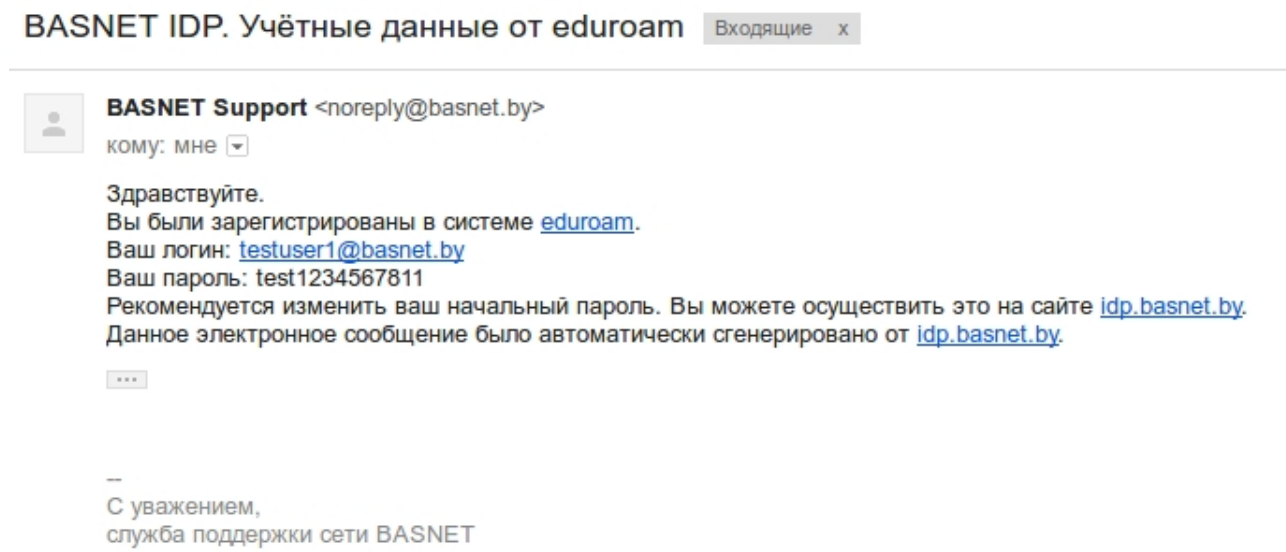 BASNET IDP. Учётные данные от eduroam Входящие x
BASNET Support <noreply@basnet.by>
кому: мне
Здравствуйте.
Вы были зарегистрированы в системе eduroam.
Ваш логин: testuser1@basnet.by
Ваш пароль: test1234567811
Рекомендуется изменить ваш начальный пароль. Вы можете осуществить это на сайте idp.basnet.by.
Данное электронное сообщение было автоматически сгенерировано от idp.basnet.by.
...
--
С уважением,
служба поддержки сети BASNET